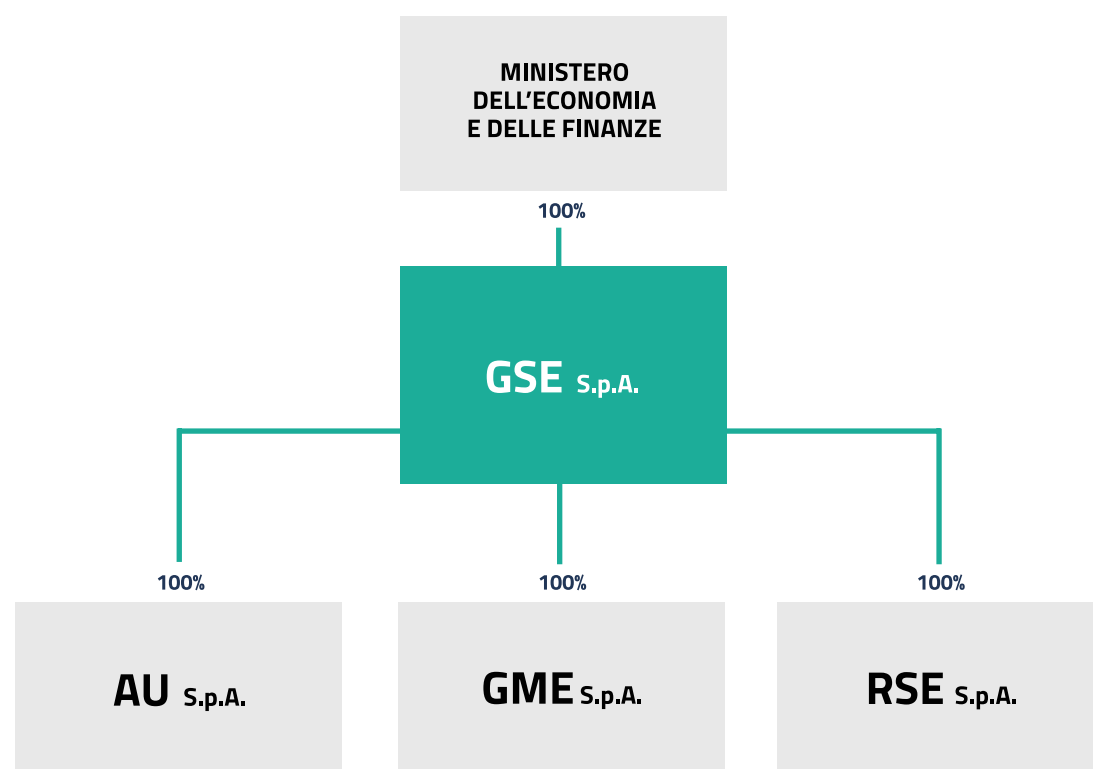 MINISTERO
DELL'ECONOMIA
E DELLE FINANZE
100%
GSE S.p.A.
100% 100% 100%
AU S.p.A. GME S.p.A. RSE S.p.A.